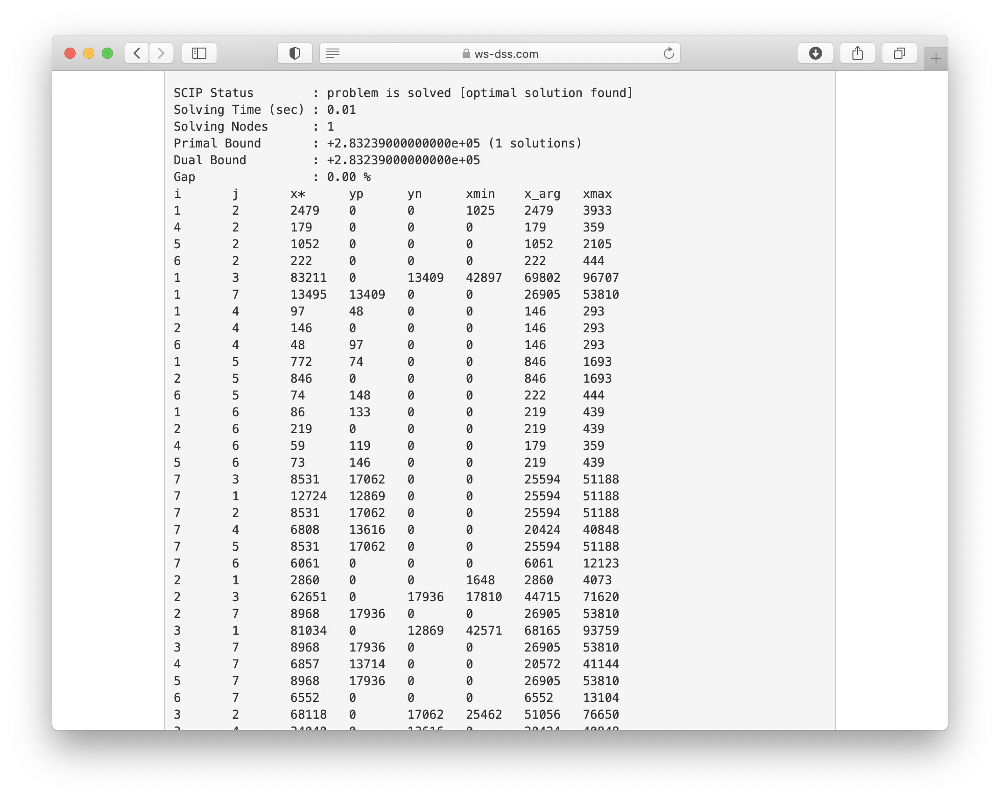 ws-dss.com
SCIP Status : problem is solved [optimal solution found]
Solving Time (sec) : 0.01
Solving Nodes : 1
Primal Bound : +2.83239000000000e+05 (1 solutions)
Dual Bound : +2.83239000000000e+05
Gap : 0.00 %
i j x* yp yn xmin x_arg xmax
1 2 2479 0 0 1025 2479 3933
4 2 179 0 0 0 179 359
5 2 1052 0 0 0 1052 2105
6 2 222 0 0 0 222 444
1 3 83211 0 13409 42897 69802 96707
1 7 13495 13409 0 0 26905 53810
1 4 97 48 0 0 146 293
2 4 146 0 0 0 146 293
6 4 48 97 0 0 146 293
1 5 772 74 0 0 846 1693
2 5 846 0 0 0 846 1693
6 5 74 148 0 0 222 444
1 6 86 133 0 0 219 439
2 6 219 0 0 0 219 439
4 6 59 119 0 0 179 359
5 6 73 146 0 0 219 439
7 3 8531 17062 0 0 25594 51188
7 1 12724 12869 0 0 25594 51188
7 2 8531 17062 0 0 25594 51188
7 4 6808 13616 0 0 20424 40848
7 5 8531 17062 0 0 25594 51188
7 6 6061 0 0 0 6061 12123
2 1 2860 0 0 1648 2860 4073
2 3 62651 0 17936 17810 44715 71620
2 7 8968 17936 0 0 26905 53810
3 1 81034 0 12869 42571 68165 93759
3 7 8968 17936 0 0 26905 53810
4 7 6857 13714 0 0 20572 41144
5 7 8968 17936 0 0 26905 53810
6 7 6552 0 0 0 6552 13104
3 2 68118 0 17062 25462 51056 76650
3 4 34040 0 13616 0 20424 40848